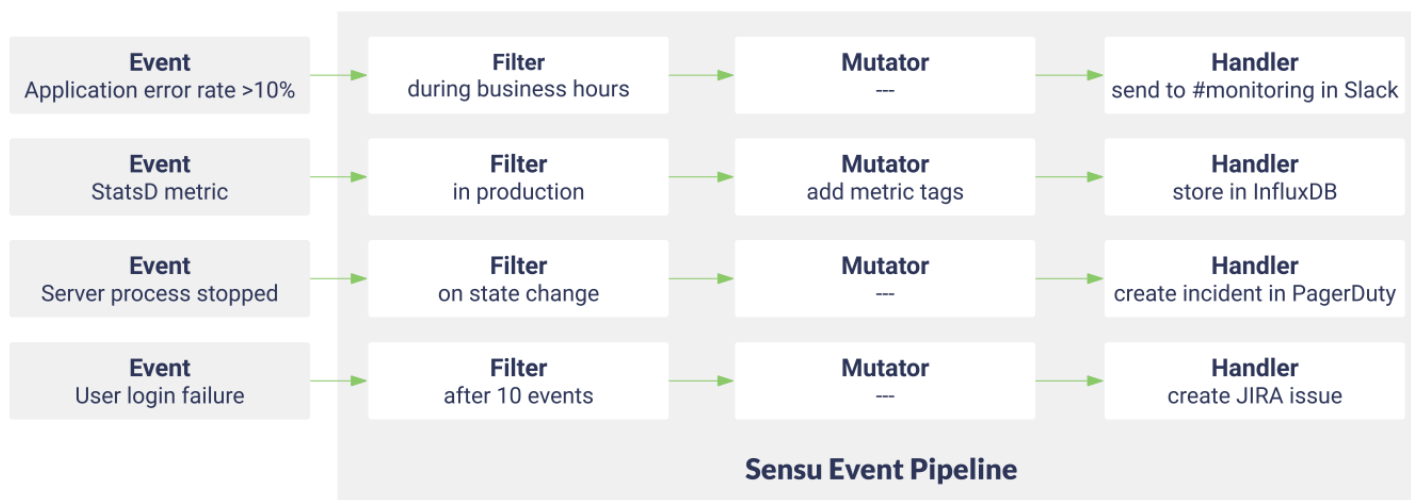 Event
Application error rate >10%
Filter
during business hours
Mutator
---
Handler
send to #monitoring in Slack
Event
StatsD metric
Filter
in production
Mutator
add metric tags
Handler
store in InfluxDB
Event
Server process stopped
Filter
on state change
Mutator
---
Handler
create incident in PagerDuty
Event
User login failure
Filter
after 10 events
Mutator
---
Handler
create JIRA issue
Sensu Event Pipeline